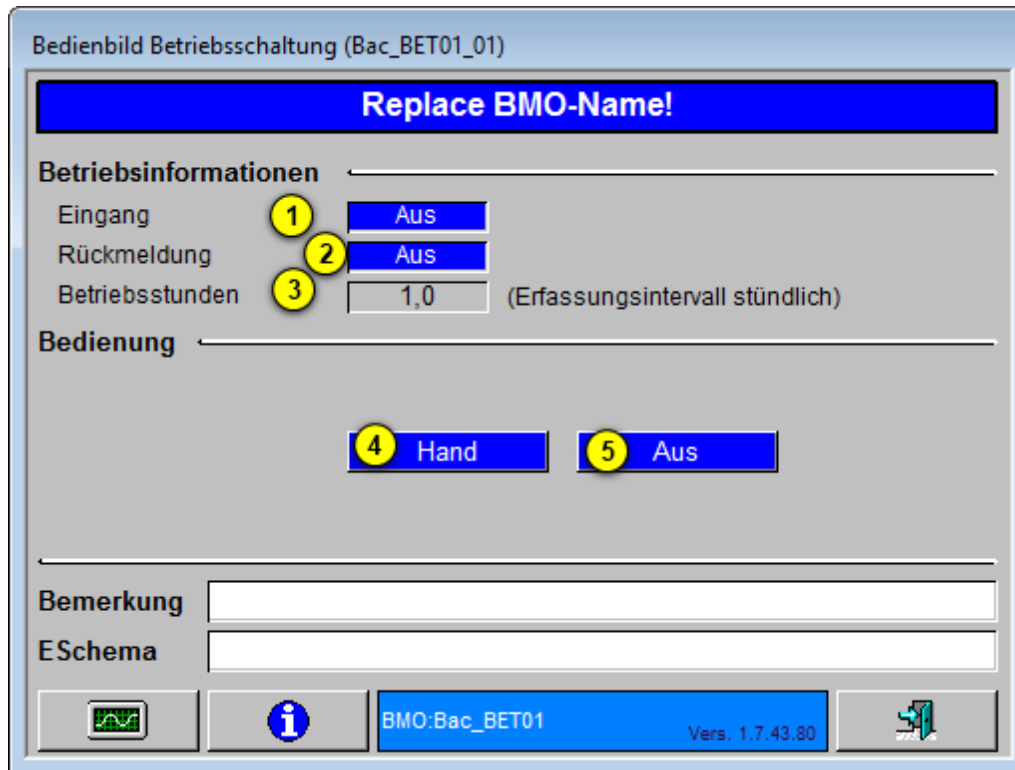 Bedienbild Betriebsschaltung (Bac_BET01_01)
Replace BMO-Name!
Betriebsinformationen
Eingang 1 Aus
Rückmeldung 2 Aus
Betriebsstunden 3 1,0 (Erfassungsintervall stündlich)
Bedienung
4 Hand 5 Aus
Bemerkung
ESchema
BMO:Bac_BET01 Vers. 1.7.43.80